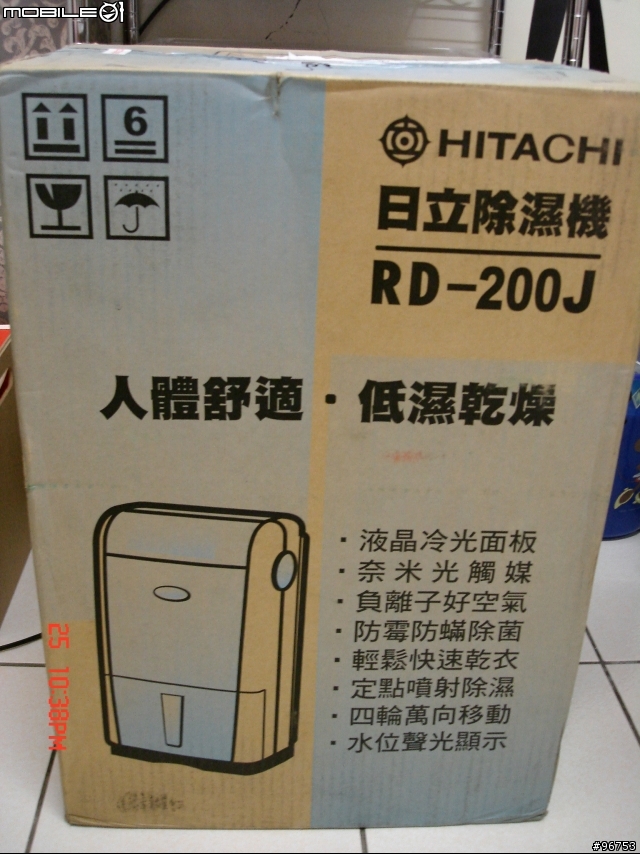 MOBILE01
6
HITACHI
日立除濕機
RD-200J
人體舒適・低濕乾燥
・液晶冷光面板
・奈米光觸媒
・負離子好空氣
・防霉防蟎除菌
・輕鬆快速乾衣
・定點噴射除濕
・四輪萬向移動
・水位聲光顯示
25 10:38PM
#96753